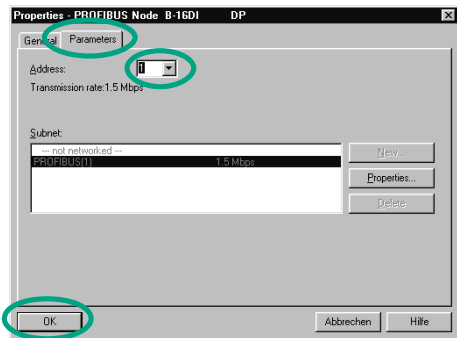 Properties - PROFIBUS Node B-16DI DP
General Parameters
Address: 1
Transmission rate:1.5 Mbps
Subnet:
--- not networked ---
PROFIBUS(1) 1.5 Mbps
New...
Properties...
Delete
OK Abbrechen Hilfe